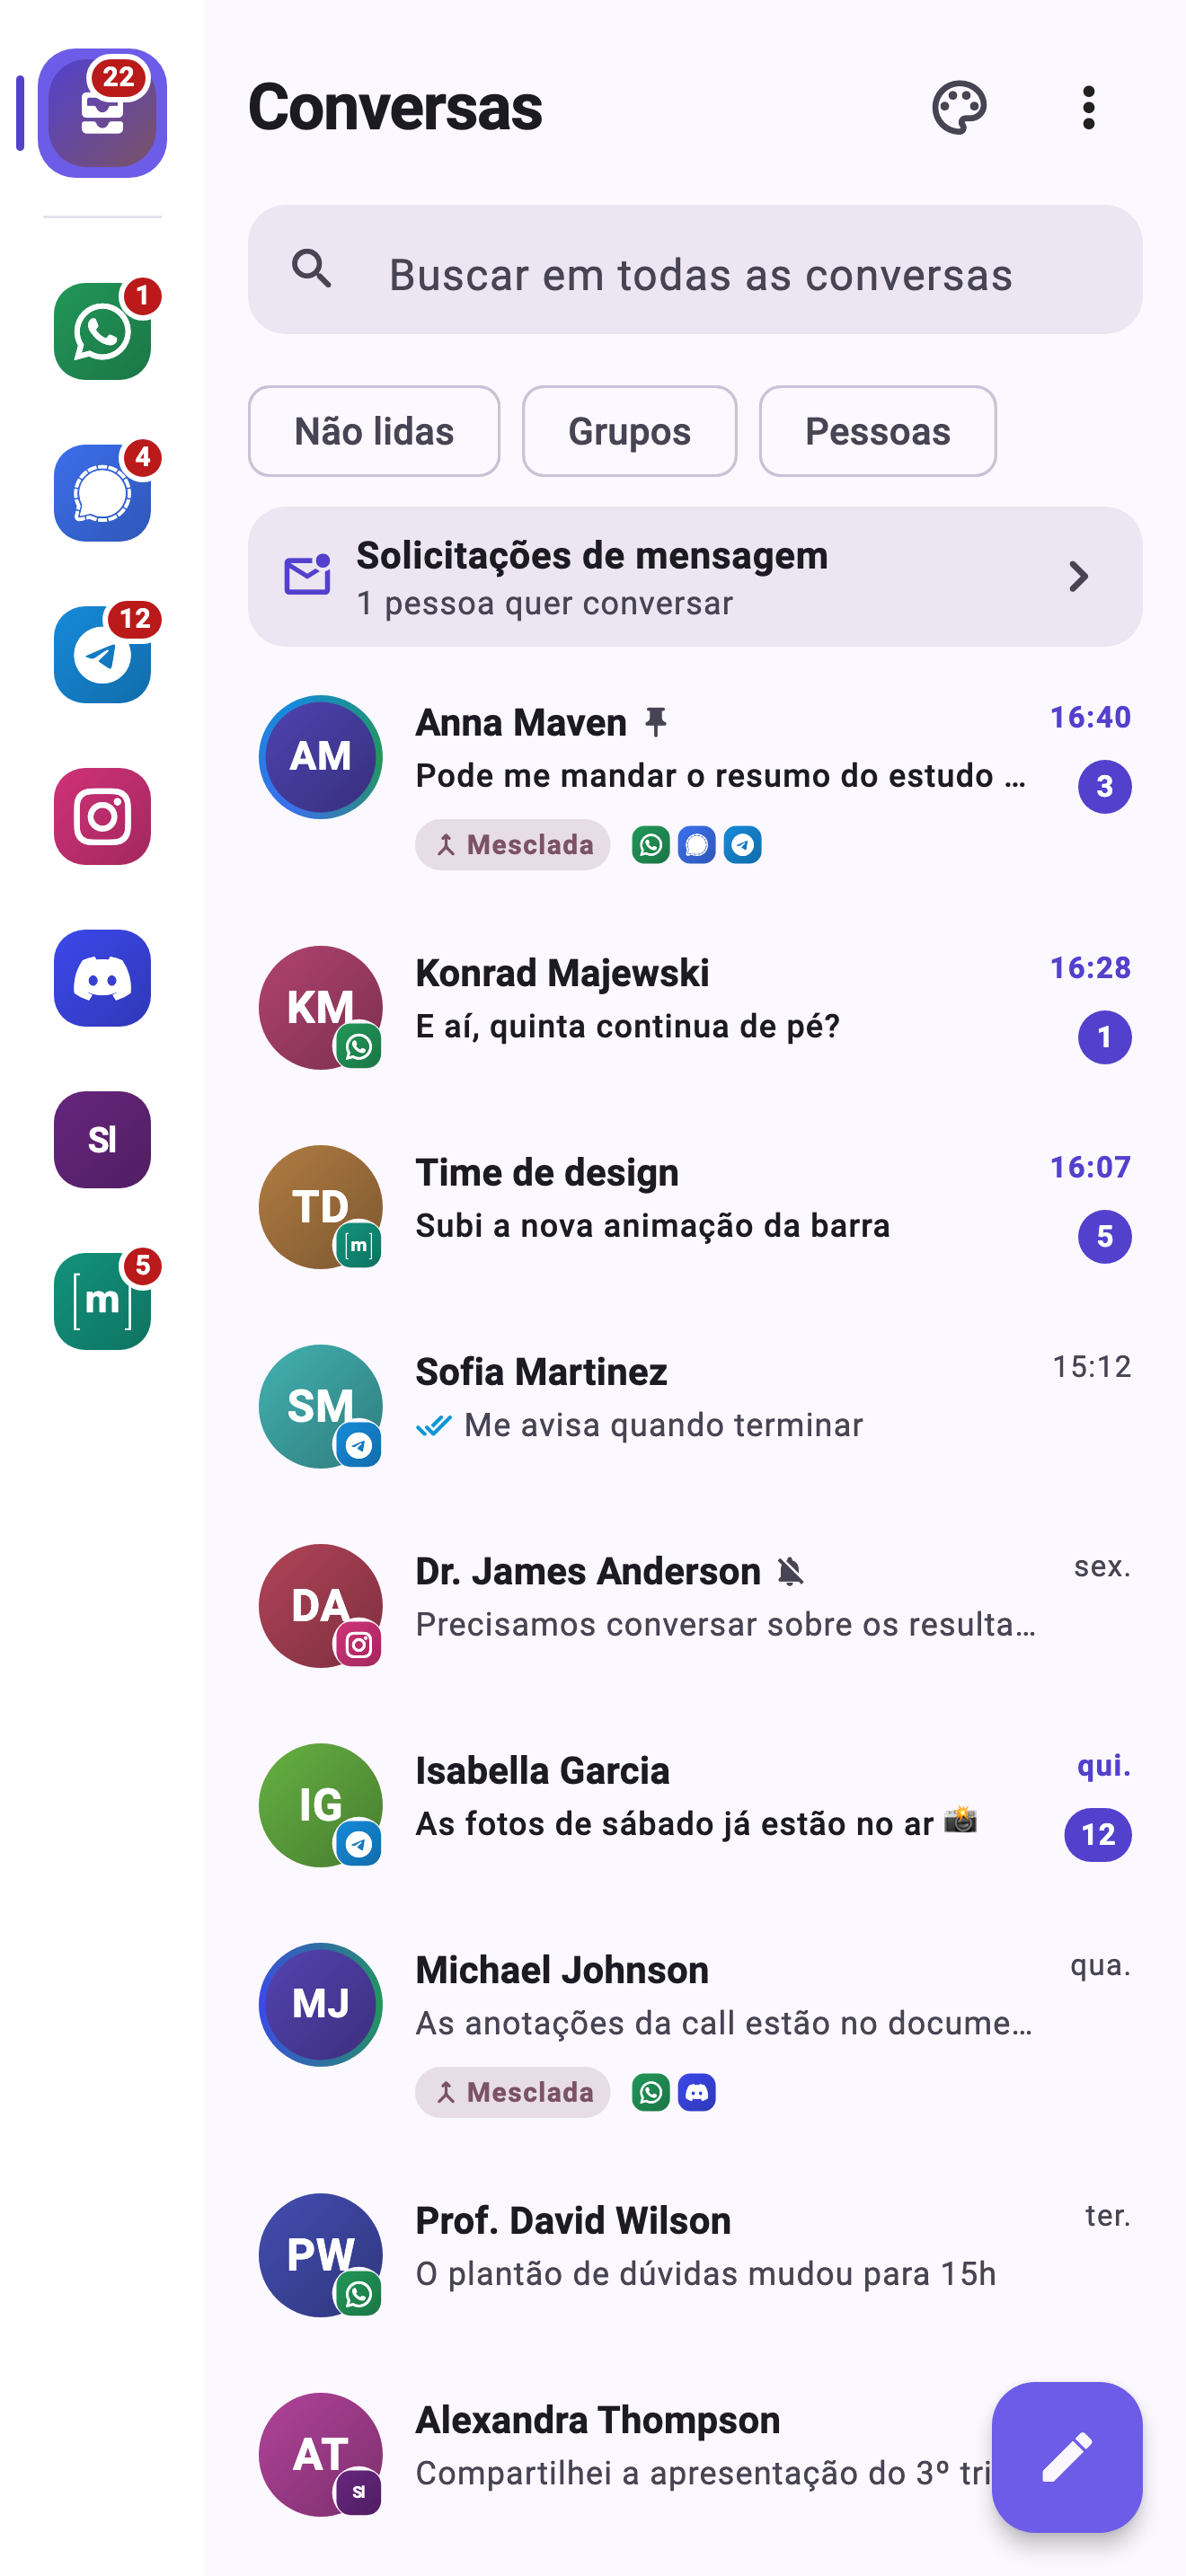 22
Conversas
Buscar em todas as conversas
1
Não lidas
Grupos
Pessoas
4
Solicitações de mensagem
1 pessoa quer conversar
12
Anna Maven
16:40
AM
Pode me mandar o resumo do estudo ...
3
Mesclada
Konrad Majewski
16:28
KM
E aí, quinta continua de pé?
1
Sl
Time de design
16:07
TD
Subi a nova animação da barra
5
[m]
5
[m]
Sofia Martinez
15:12
SM
Me avisa quando terminar
Dr. James Anderson
sex.
DA
Precisamos conversar sobre os resulta...
Isabella Garcia
qui.
IG
As fotos de sábado já estão no ar 📸
12
Michael Johnson
qua.
MJ
As anotações da call estão no docume...
Mesclada
Prof. David Wilson
ter.
PW
O plantão de dúvidas mudou para 15h
Alexandra Thompson
AT
Compartilhei a apresentação do 3º tri
Sl